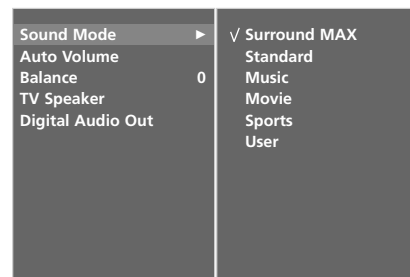 Sound Mode ►
Auto Volume
Balance 0
TV Speaker
Digital Audio Out
√ Surround MAX
Standard
Music
Movie
Sports
User